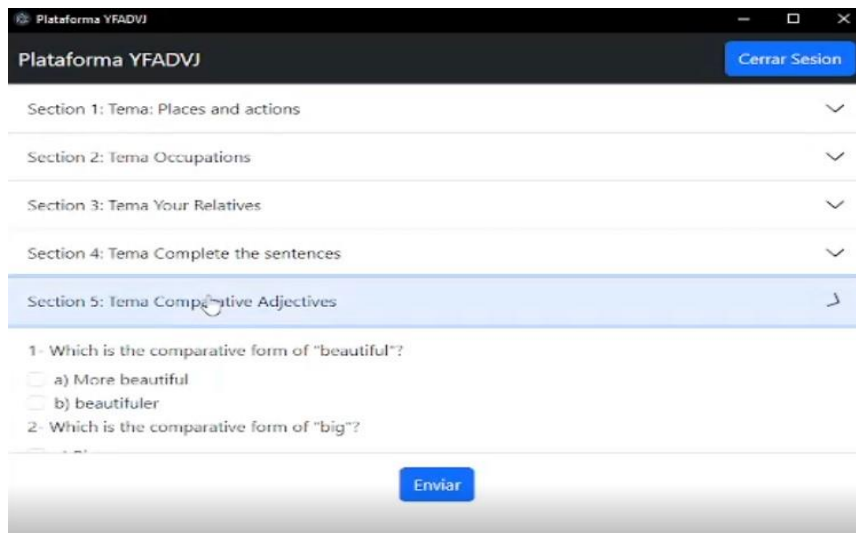 Plataforma YFADVJ
Plataforma YFADVJ
Cerrar Sesion
Section 1: Tema: Places and actions
Section 2: Tema Occupations
Section 3: Tema Your Relatives
Section 4: Tema Complete the sentences
Section 5: Tema Comparative Adjectives
1- Which is the comparative form of "beautiful"?
a) More beautiful
b) beautifuler
2- Which is the comparative form of "big"?
Enviar